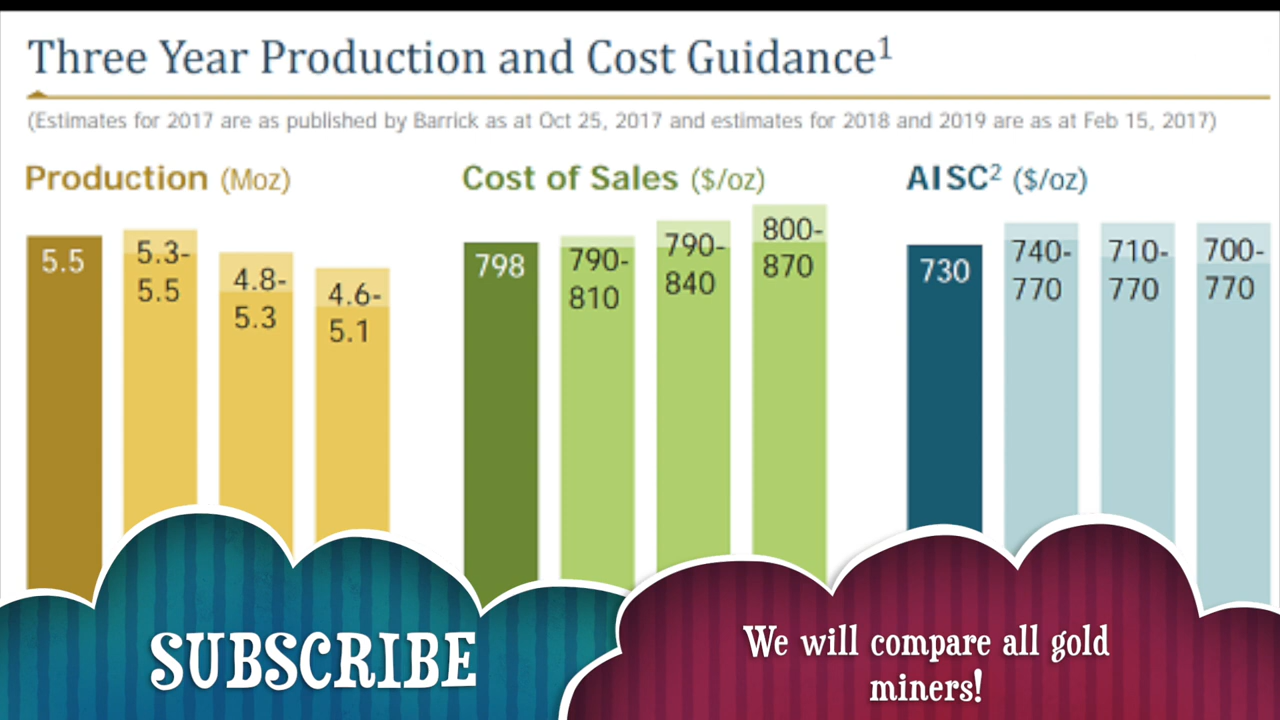 Three Year Production and Cost Guidance¹
(Estimates for 2017 are as published by Barrick as at Oct 25, 2017 and estimates for 2018 and 2019 are as at Feb 15, 2017)
Production (Moz)
5.5
5.3-
5.5
4.8-
5.3
4.6-
5.1
Cost of Sales ($/oz)
798
790-
810
790-
840
800-
870
AISC² ($/oz)
730
740-
770
710-
770
700-
770
SUBSCRIBE
We will compare all gold
miners!